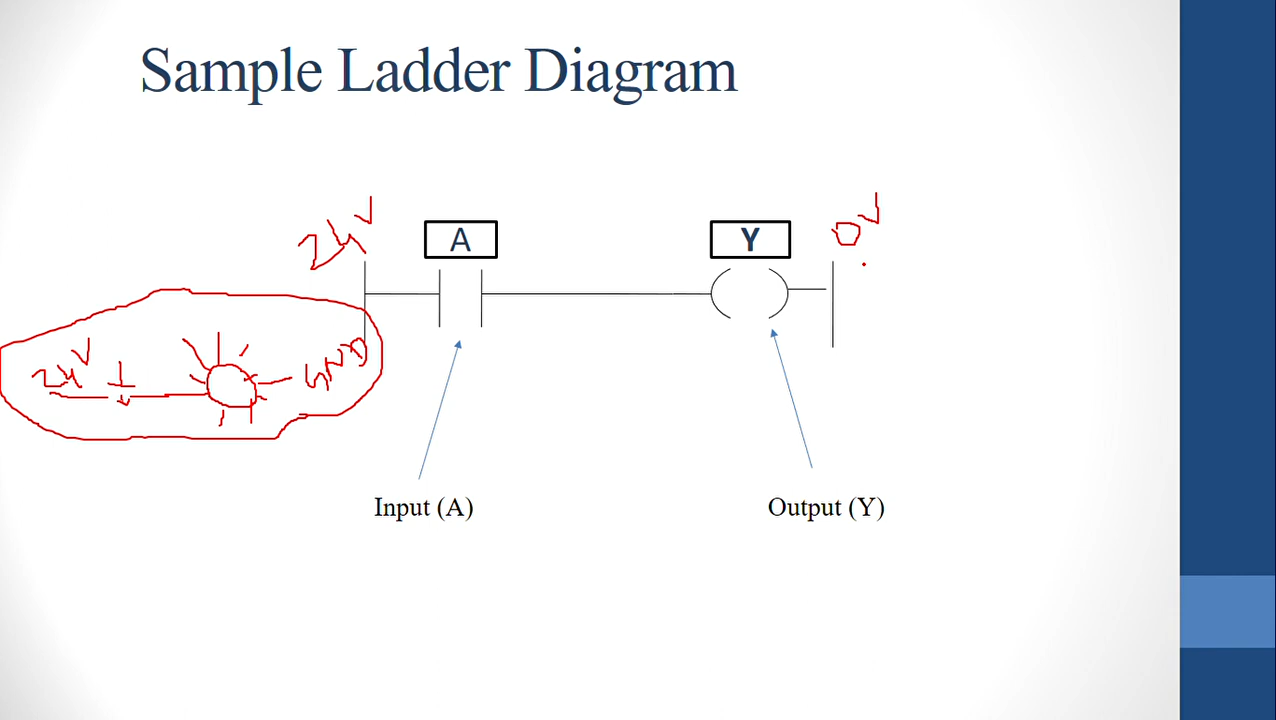 Sample Ladder Diagram
24V
A
Y
0V
24V
GND
Input (A)
Output (Y)